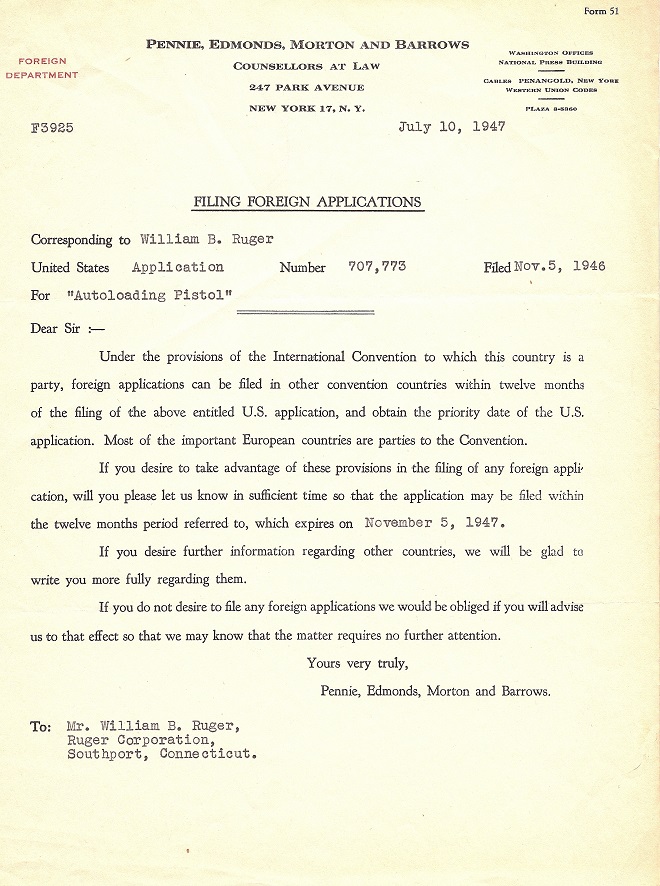 Form 51
PENNIE, EDMONDS, MORTON AND BARROWS
COUNSELLORS AT LAW
247 PARK AVENUE
NEW YORK 17, N. Y.
FOREIGN
DEPARTMENT
WASHINGTON OFFICES
NATIONAL PRESS BUILDING
CABLES PENANGOLD, NEW YORK
WESTERN UNION CODES
PLAZA 3-5860
F3925
July 10, 1947
FILING FOREIGN APPLICATIONS
Corresponding to William B. Ruger
United States Application Number 707,773 Filed Nov.5, 1946
For "Autoloading Pistol"
Dear Sir :—
Under the provisions of the International Convention to which this country is a
party, foreign applications can be filed in other convention countries within twelve months
of the filing of the above entitled U.S. application, and obtain the priority date of the U.S.
application. Most of the important European countries are parties to the Convention.
If you desire to take advantage of these provisions in the filing of any foreign appli-
cation, will you please let us know in sufficient time so that the application may be filed within
the twelve months period referred to, which expires on November 5, 1947.
If you desire further information regarding other countries, we will be glad to
write you more fully regarding them.
If you do not desire to file any foreign applications we would be obliged if you will advise
us to that effect so that we may know that the matter requires no further attention.
Yours very truly,
Pennie, Edmonds, Morton and Barrows.
To: Mr. William B. Ruger,
Ruger Corporation,
Southport, Connecticut.